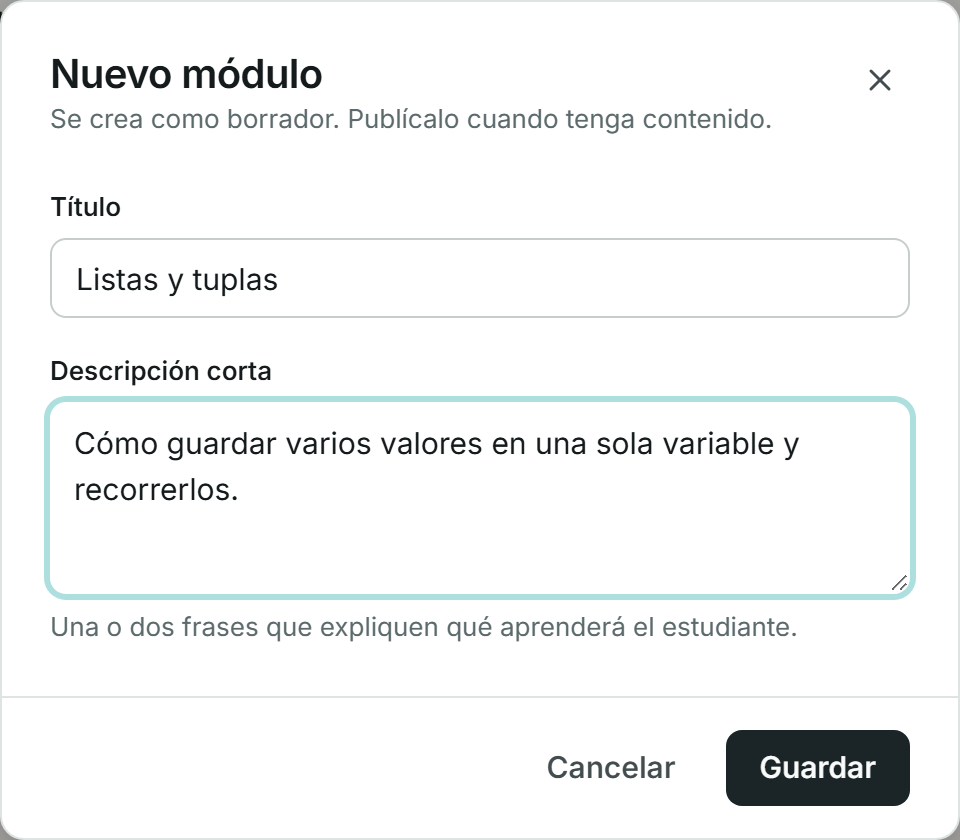 Nuevo módulo
Se crea como borrador. Publícalo cuando tenga contenido.
Título
Listas y tuplas
Descripción corta
Cómo guardar varios valores en una sola variable y
recorrerlos.
Una o dos frases que expliquen qué aprenderá el estudiante.
Cancelar
Guardar